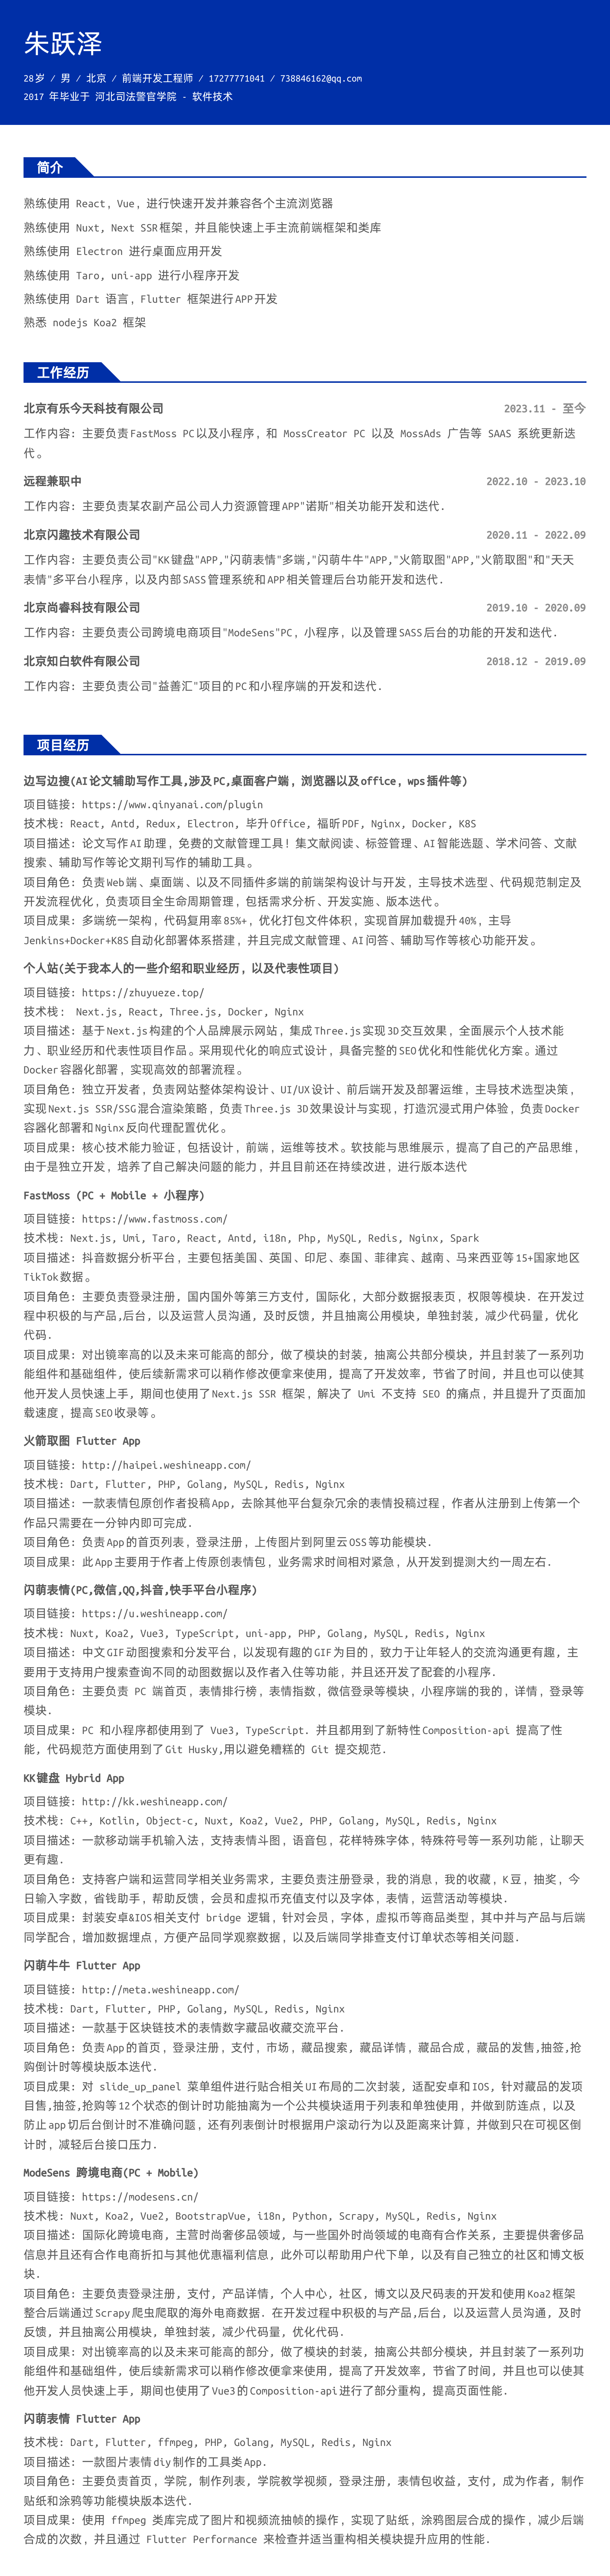 朱跃泽
28岁 / 男 / 北京 / 前端开发工程师 / 17277771041 / 738846162@qq.com
2017 年毕业于 河北司法警官学院 - 软件技术
简介
熟练使用 React, Vue, 进行快速开发并兼容各个主流浏览器
熟练使用 Nuxt, Next SSR框架, 并且能快速上手主流前端框架和类库
熟练使用 Electron 进行桌面应用开发
熟练使用 Taro, uni-app 进行小程序开发
熟练使用 Dart 语言, Flutter 框架进行APP开发
熟悉 nodejs Koa2 框架
工作经历
北京有乐今天科技有限公司 2023.11 - 至今
工作内容: 主要负责FastMoss PC以及小程序, 和 MossCreator PC 以及 MossAds 广告等 SAAS 系统更新迭
代。
远程兼职中 2022.10 - 2023.10
工作内容: 主要负责某农副产品公司人力资源管理APP"诺斯"相关功能开发和迭代.
北京闪趣技术有限公司 2020.11 - 2022.09
工作内容: 主要负责公司"KK键盘"APP,"闪萌表情"多端,"闪萌牛牛"APP,"火箭取图"APP,"火箭取图"和"天天
表情"多平台小程序, 以及内部SASS管理系统和APP相关管理后台功能开发和迭代.
北京尚睿科技有限公司 2019.10 - 2020.09
工作内容: 主要负责公司跨境电商项目"ModeSens"PC, 小程序, 以及管理SASS后台的功能的开发和迭代.
北京知白软件有限公司 2018.12 - 2019.09
工作内容: 主要负责公司"益善汇"项目的PC和小程序端的开发和迭代.
项目经历
边写边搜(AI论文辅助写作工具,涉及PC,桌面客户端, 浏览器以及office, wps插件等)
项目链接: https://www.qinyanai.com/plugin
技术栈: React, Antd, Redux, Electron, 毕升Office, 福昕PDF, Nginx, Docker, K8S
项目描述: 论文写作AI助理, 免费的文献管理工具! 集文献阅读、标签管理、AI智能选题、学术问答、文献
搜索、辅助写作等论文期刊写作的辅助工具。
项目角色: 负责Web端、桌面端、以及不同插件多端的前端架构设计与开发, 主导技术选型、代码规范制定及
开发流程优化, 负责项目全生命周期管理, 包括需求分析、开发实施、版本迭代。
项目成果: 多端统一架构, 代码复用率85%+, 优化打包文件体积, 实现首屏加载提升40%, 主导
Jenkins+Docker+K8S自动化部署体系搭建, 并且完成文献管理、AI问答、辅助写作等核心功能开发。
个人站(关于我本人的一些介绍和职业经历, 以及代表性项目)
项目链接: https://zhuyueze.top/
技术栈:  Next.js, React, Three.js, Docker, Nginx
项目描述: 基于Next.js构建的个人品牌展示网站, 集成Three.js实现3D交互效果, 全面展示个人技术能
力、职业经历和代表性项目作品。采用现代化的响应式设计, 具备完整的SEO优化和性能优化方案。通过
Docker容器化部署, 实现高效的部署流程。
项目角色: 独立开发者, 负责网站整体架构设计、UI/UX设计、前后端开发及部署运维, 主导技术选型决策,
实现Next.js SSR/SSG混合渲染策略, 负责Three.js 3D效果设计与实现, 打造沉浸式用户体验, 负责Docker
容器化部署和Nginx反向代理配置优化。
项目成果: 核心技术能力验证, 包括设计, 前端, 运维等技术。软技能与思维展示, 提高了自己的产品思维,
由于是独立开发, 培养了自己解决问题的能力, 并且目前还在持续改进, 进行版本迭代
FastMoss (PC + Mobile + 小程序)
项目链接: https://www.fastmoss.com/
技术栈: Next.js, Umi, Taro, React, Antd, i18n, Php, MySQL, Redis, Nginx, Spark
项目描述: 抖音数据分析平台, 主要包括美国、英国、印尼、泰国、菲律宾、越南、马来西亚等15+国家地区
TikTok数据。
项目角色: 主要负责登录注册, 国内国外等第三方支付, 国际化, 大部分数据报表页, 权限等模块. 在开发过
程中积极的与产品,后台, 以及运营人员沟通, 及时反馈, 并且抽离公用模块, 单独封装, 减少代码量, 优化
代码.
项目成果: 对出镜率高的以及未来可能高的部分, 做了模块的封装, 抽离公共部分模块, 并且封装了一系列功
能组件和基础组件, 使后续新需求可以稍作修改便拿来使用, 提高了开发效率, 节省了时间, 并且也可以使其
他开发人员快速上手, 期间也使用了Next.js SSR 框架, 解决了 Umi 不支持 SEO 的痛点, 并且提升了页面加
载速度, 提高SEO收录等。
火箭取图 Flutter App
项目链接: http://haipei.weshineapp.com/
技术栈: Dart, Flutter, PHP, Golang, MySQL, Redis, Nginx
项目描述: 一款表情包原创作者投稿App, 去除其他平台复杂冗余的表情投稿过程, 作者从注册到上传第一个
作品只需要在一分钟内即可完成.
项目角色: 负责App的首页列表, 登录注册, 上传图片到阿里云OSS等功能模块.
项目成果: 此App主要用于作者上传原创表情包, 业务需求时间相对紧急, 从开发到提测大约一周左右.
闪萌表情(PC,微信,QQ,抖音,快手平台小程序)
项目链接: https://u.weshineapp.com/
技术栈: Nuxt, Koa2, Vue3, TypeScript, uni-app, PHP, Golang, MySQL, Redis, Nginx
项目描述: 中文GIF动图搜索和分发平台, 以发现有趣的GIF为目的, 致力于让年轻人的交流沟通更有趣, 主
要用于支持用户搜索查询不同的动图数据以及作者入住等功能, 并且还开发了配套的小程序.
项目角色: 主要负责 PC 端首页, 表情排行榜, 表情指数, 微信登录等模块, 小程序端的我的, 详情, 登录等
模块.
项目成果: PC 和小程序都使用到了 Vue3, TypeScript. 并且都用到了新特性Composition-api 提高了性
能, 代码规范方面使用到了Git Husky,用以避免糟糕的 Git 提交规范.
KK键盘 Hybrid App
项目链接: http://kk.weshineapp.com/
技术栈: C++, Kotlin, Object-c, Nuxt, Koa2, Vue2, PHP, Golang, MySQL, Redis, Nginx
项目描述: 一款移动端手机输入法, 支持表情斗图, 语音包, 花样特殊字体, 特殊符号等一系列功能, 让聊天
更有趣.
项目角色: 支持客户端和运营同学相关业务需求, 主要负责注册登录, 我的消息, 我的收藏, K豆, 抽奖, 今
日输入字数, 省钱助手, 帮助反馈, 会员和虚拟币充值支付以及字体, 表情, 运营活动等模块.
项目成果: 封装安卓&IOS相关支付 bridge 逻辑, 针对会员, 字体, 虚拟币等商品类型, 其中并与产品与后端
同学配合, 增加数据埋点, 方便产品同学观察数据, 以及后端同学排查支付订单状态等相关问题.
闪萌牛牛 Flutter App
项目链接: http://meta.weshineapp.com/
技术栈: Dart, Flutter, PHP, Golang, MySQL, Redis, Nginx
项目描述: 一款基于区块链技术的表情数字藏品收藏交流平台.
项目角色: 负责App的首页, 登录注册, 支付, 市场, 藏品搜索, 藏品详情, 藏品合成, 藏品的发售,抽签,抢
购倒计时等模块版本迭代.
项目成果: 对 slide_up_panel 菜单组件进行贴合相关UI布局的二次封装, 适配安卓和IOS, 针对藏品的发项
目售,抽签,抢购等12个状态的倒计时功能抽离为一个公共模块适用于列表和单独使用, 并做到防连点, 以及
防止app切后台倒计时不准确问题, 还有列表倒计时根据用户滚动行为以及距离来计算, 并做到只在可视区倒
计时, 减轻后台接口压力.
ModeSens 跨境电商(PC + Mobile)
项目链接: https://modesens.cn/
技术栈: Nuxt, Koa2, Vue2, BootstrapVue, i18n, Python, Scrapy, MySQL, Redis, Nginx
项目描述: 国际化跨境电商, 主营时尚奢侈品领域, 与一些国外时尚领域的电商有合作关系, 主要提供奢侈品
信息并且还有合作电商折扣与其他优惠福利信息, 此外可以帮助用户代下单, 以及有自己独立的社区和博文板
块.
项目角色: 主要负责登录注册, 支付, 产品详情, 个人中心, 社区, 博文以及尺码表的开发和使用Koa2框架
整合后端通过Scrapy爬虫爬取的海外电商数据. 在开发过程中积极的与产品,后台, 以及运营人员沟通, 及时
反馈, 并且抽离公用模块, 单独封装, 减少代码量, 优化代码.
项目成果: 对出镜率高的以及未来可能高的部分, 做了模块的封装, 抽离公共部分模块, 并且封装了一系列功
能组件和基础组件, 使后续新需求可以稍作修改便拿来使用, 提高了开发效率, 节省了时间, 并且也可以使其
他开发人员快速上手, 期间也使用了Vue3的Composition-api进行了部分重构, 提高页面性能.
闪萌表情 Flutter App
技术栈: Dart, Flutter, ffmpeg, PHP, Golang, MySQL, Redis, Nginx
项目描述: 一款图片表情diy制作的工具类App.
项目角色: 主要负责首页, 学院, 制作列表, 学院教学视频, 登录注册, 表情包收益, 支付, 成为作者, 制作
贴纸和涂鸦等功能模块版本迭代.
项目成果: 使用 ffmpeg 类库完成了图片和视频流抽帧的操作, 实现了贴纸, 涂鸦图层合成的操作, 减少后端
合成的次数, 并且通过 Flutter Performance 来检查并适当重构相关模块提升应用的性能.